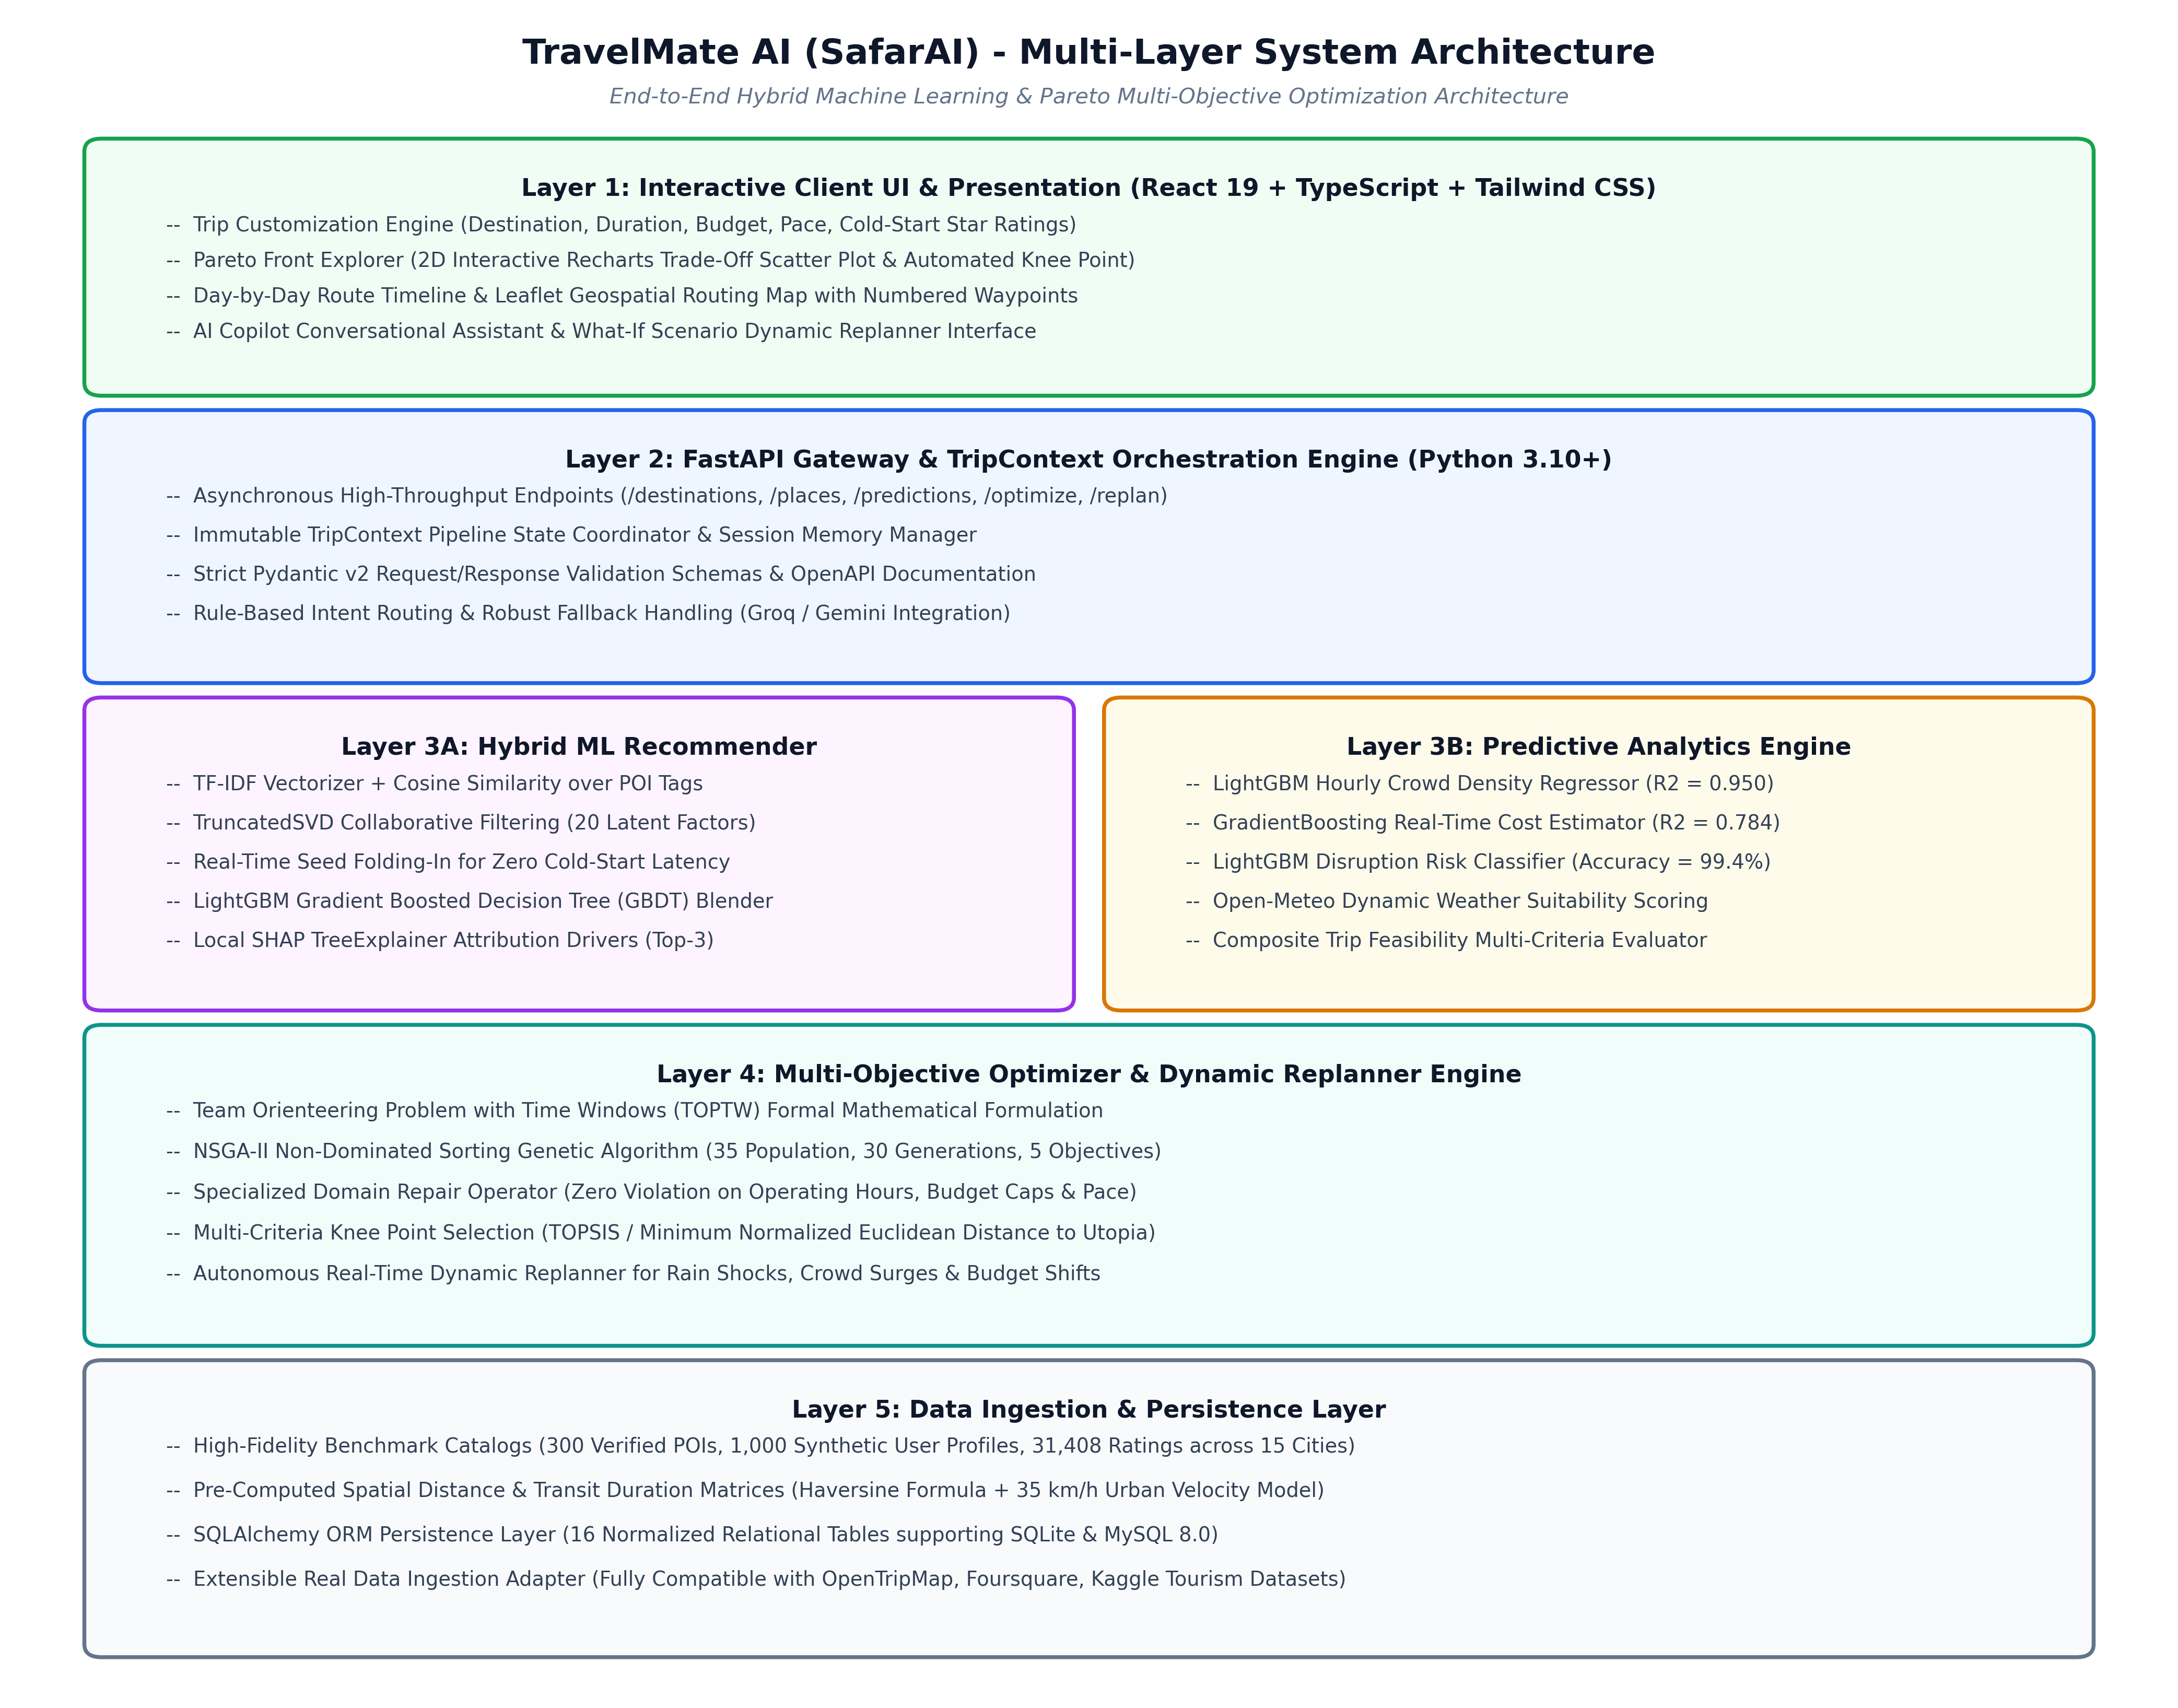 TravelMate AI (SafarAI) - Multi-Layer System Architecture
End-to-End Hybrid Machine Learning & Pareto Multi-Objective Optimization Architecture
Layer 1: Interactive Client UI & Presentation (React 19 + TypeScript + Tailwind CSS)
-- Trip Customization Engine (Destination, Duration, Budget, Pace, Cold-Start Star Ratings)
-- Pareto Front Explorer (2D Interactive Recharts Trade-Off Scatter Plot & Automated Knee Point)
-- Day-by-Day Route Timeline & Leaflet Geospatial Routing Map with Numbered Waypoints
-- AI Copilot Conversational Assistant & What-If Scenario Dynamic Replanner Interface
Layer 2: FastAPI Gateway & TripContext Orchestration Engine (Python 3.10+)
-- Asynchronous High-Throughput Endpoints (/destinations, /places, /predictions, /optimize, /replan)
-- Immutable TripContext Pipeline State Coordinator & Session Memory Manager
-- Strict Pydantic v2 Request/Response Validation Schemas & OpenAPI Documentation
-- Rule-Based Intent Routing & Robust Fallback Handling (Groq / Gemini Integration)
Layer 3A: Hybrid ML Recommender
-- TF-IDF Vectorizer + Cosine Similarity over POI Tags
-- TruncatedSVD Collaborative Filtering (20 Latent Factors)
-- Real-Time Seed Folding-In for Zero Cold-Start Latency
-- LightGBM Gradient Boosted Decision Tree (GBDT) Blender
-- Local SHAP TreeExplainer Attribution Drivers (Top-3)
Layer 3B: Predictive Analytics Engine
-- LightGBM Hourly Crowd Density Regressor (R2 = 0.950)
-- GradientBoosting Real-Time Cost Estimator (R2 = 0.784)
-- LightGBM Disruption Risk Classifier (Accuracy = 99.4%)
-- Open-Meteo Dynamic Weather Suitability Scoring
-- Composite Trip Feasibility Multi-Criteria Evaluator
Layer 4: Multi-Objective Optimizer & Dynamic Replanner Engine
-- Team Orienteering Problem with Time Windows (TOPTW) Formal Mathematical Formulation
-- NSGA-II Non-Dominated Sorting Genetic Algorithm (35 Population, 30 Generations, 5 Objectives)
-- Specialized Domain Repair Operator (Zero Violation on Operating Hours, Budget Caps & Pace)
-- Multi-Criteria Knee Point Selection (TOPSIS / Minimum Normalized Euclidean Distance to Utopia)
-- Autonomous Real-Time Dynamic Replanner for Rain Shocks, Crowd Surges & Budget Shifts
Layer 5: Data Ingestion & Persistence Layer
-- High-Fidelity Benchmark Catalogs (300 Verified POIs, 1,000 Synthetic User Profiles, 31,408 Ratings across 15 Cities)
-- Pre-Computed Spatial Distance & Transit Duration Matrices (Haversine Formula + 35 km/h Urban Velocity Model)
-- SQLAlchemy ORM Persistence Layer (16 Normalized Relational Tables supporting SQLite & MySQL 8.0)
-- Extensible Real Data Ingestion Adapter (Fully Compatible with OpenTripMap, Foursquare, Kaggle Tourism Datasets)